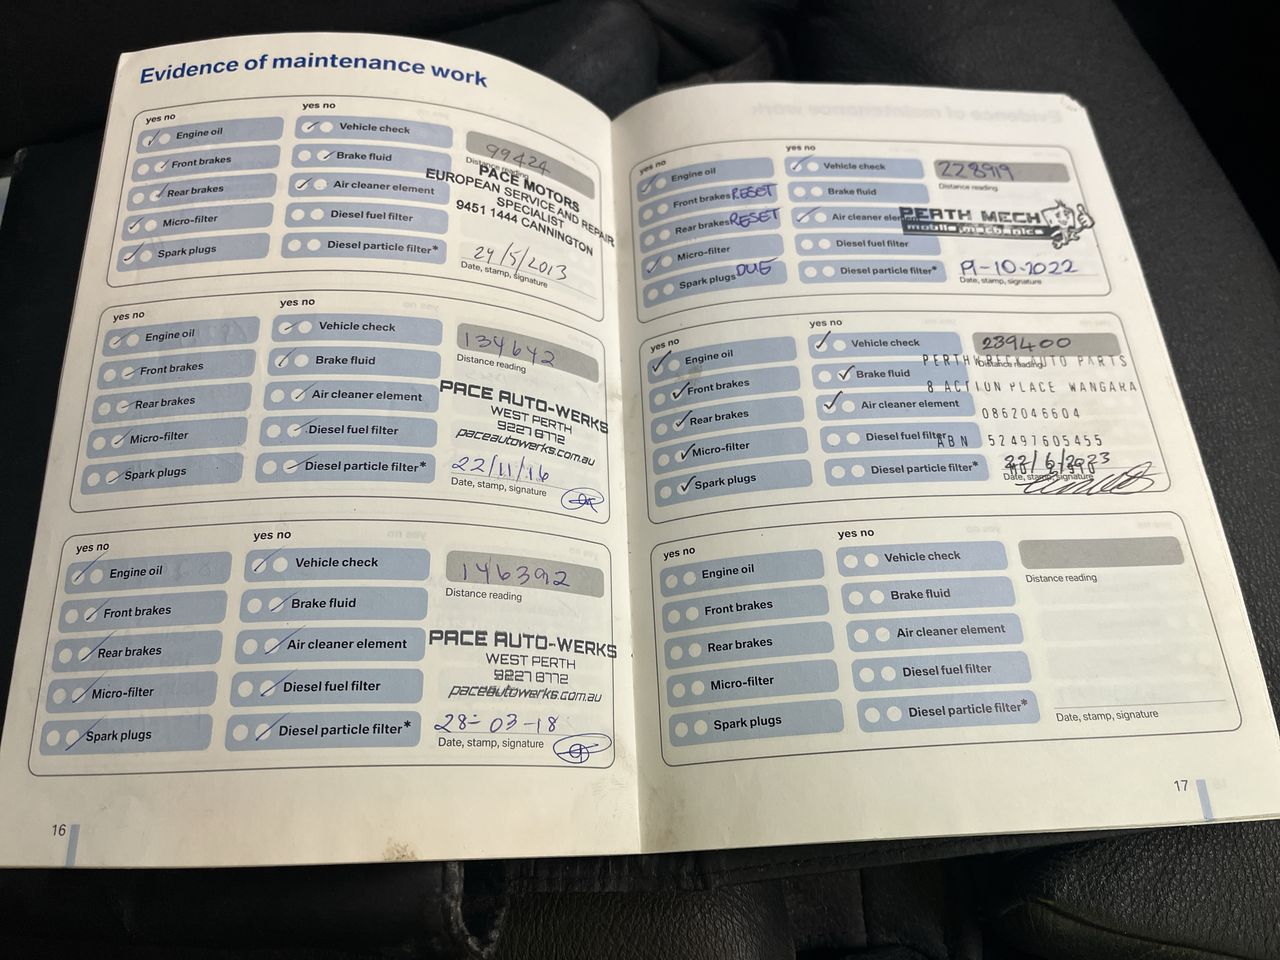 Evidence of maintenance work
yes no
yes no
Engine oil
Vehicle check
99424
Distance reading
Front brakes
Brake fluid
Rear brakes
Air cleaner element
Micro-filter
Diesel fuel filter
Spark plugs
Diesel particle filter*
PACE MOTORS
EUROPEAN SERVICE AND REPAIR
SPECIALIST
9451 1444 CANNINGTON
29/5/2013
Date, stamp, signature
yes no
yes no
Engine oil
Vehicle check
134642
Distance reading
Front brakes
Brake fluid
Rear brakes
Air cleaner element
Micro-filter
Diesel fuel filter
Spark plugs
Diesel particle filter*
PACE AUTO-WERKS
WEST PERTH
9227 8772
paceautowerks.com.au
22/11/16
Date, stamp, signature
yes no
yes no
Engine oil
Vehicle check
146392
Distance reading
Front brakes
Brake fluid
Rear brakes
Air cleaner element
Micro-filter
Diesel fuel filter
Spark plugs
Diesel particle filter*
PACE AUTO-WERKS
WEST PERTH
9227 8772
paceautowerks.com.au
28-03-18
Date, stamp, signature
16
yes no
yes no
Engine oil
Vehicle check
228919
Distance reading
Front brakes RESET
Brake fluid
Rear brakes RESET
Air cleaner element
Micro-filter
Diesel fuel filter
Spark plugs DUE
Diesel particle filter*
PERTH MECH
mobile mechanics
-10-2022
Date, stamp, signature
yes no
yes no
Engine oil
Vehicle check
239400
Distance reading
Front brakes
Brake fluid
Rear brakes
Air cleaner element
Micro-filter
Diesel fuel filter
Spark plugs
Diesel particle filter*
PERTHWRECK AUTO PARTS
8 ACTION PLACE WANGARA
0862046604
ABN 52497605455
/6/2023
Date, stamp, signature
yes no
yes no
Engine oil
Vehicle check
Distance reading
Front brakes
Brake fluid
Rear brakes
Air cleaner element
Micro-filter
Diesel fuel filter
Spark plugs
Diesel particle filter*
Date, stamp, signature
17